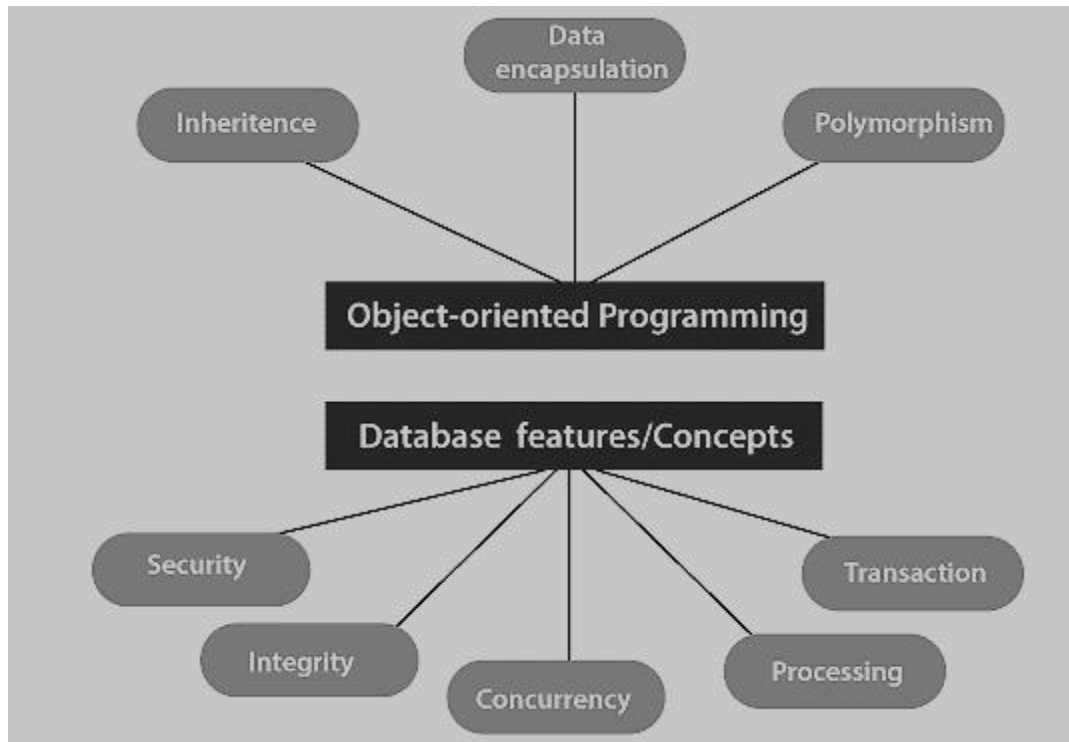 Data
encapsulation
Inheritence
Polymorphism
Object-oriented Programming
Database features/Concepts
Security
Transaction
Integrity
Processing
Concurrency